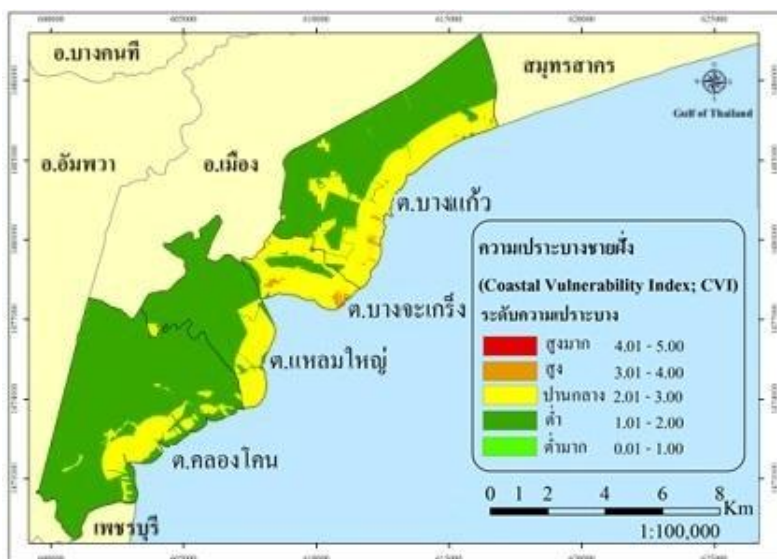 600000 605000 610000 615000 620000 625000
อ.บางคนที
สมุทรสาคร
Gulf of Thailand
อ.อัมพวา
อ.เมือง
ต.บางแก้ว
ต.บางจะเกร็ง
ต.แหลมใหญ่
ต.คลองโคน
เพชรบุรี
ความเปราะบางชายฝั่ง
(Coastal Vulnerability Index; CVI)
ระดับความเปราะบาง
สูงมาก 4.01 - 5.00
สูง 3.01 - 4.00
ปานกลาง 2.01 - 3.00
ต่ำ 1.01 - 2.00
ต่ำมาก 0.01 - 1.00
0 1 2 4 6 8
Km
1:100,000